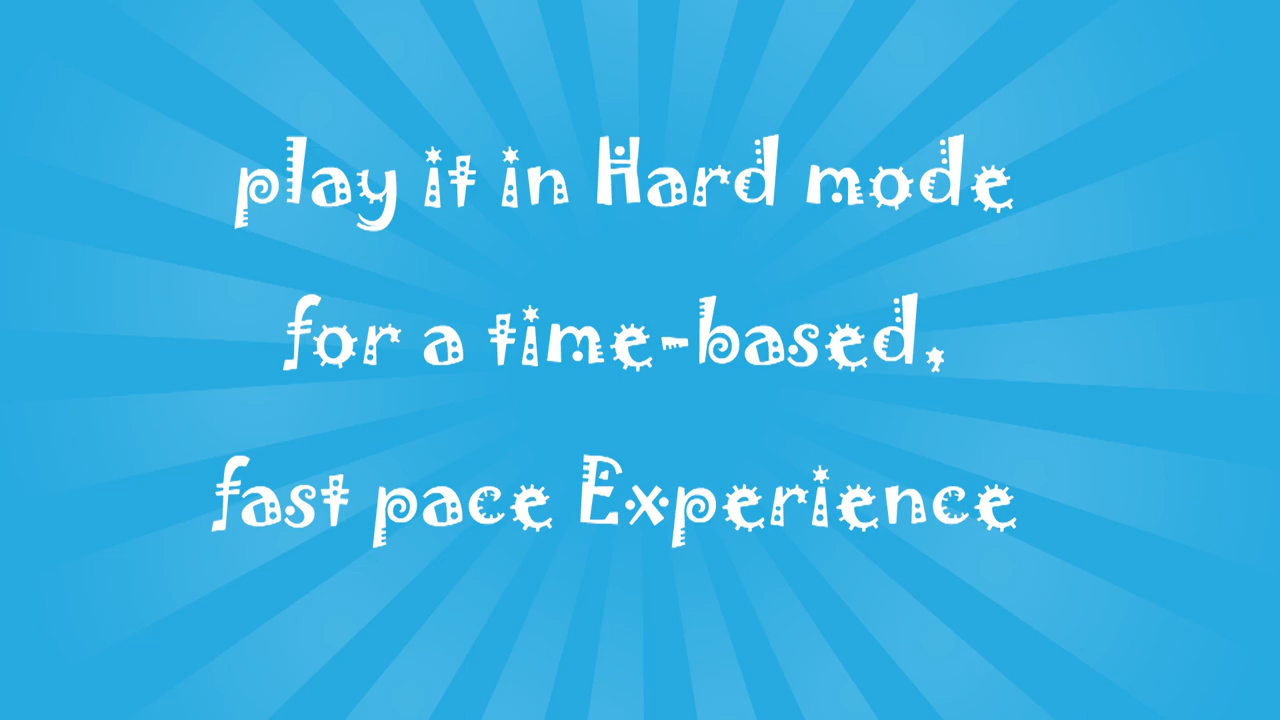 play it in Hard mode
for a time-based,
fast pace Experience